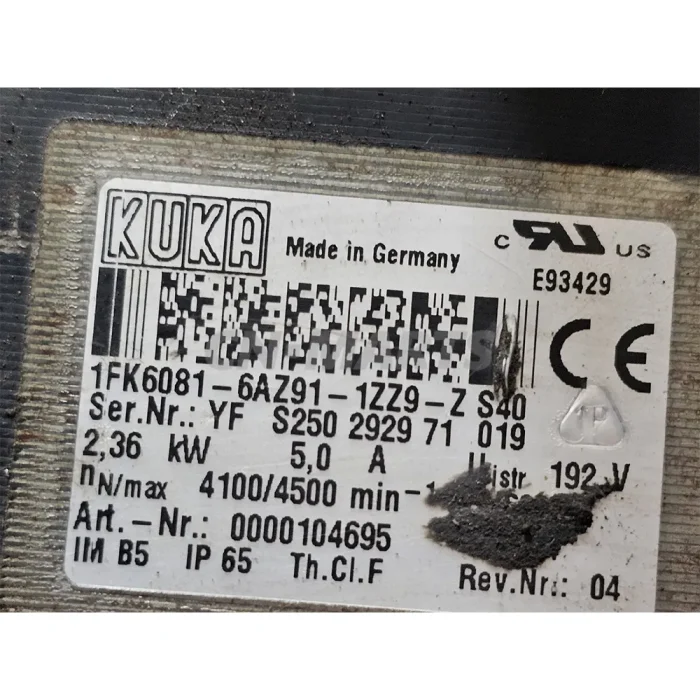 KUKA
Made in Germany
C UL US
E93429
CE
1FK6081-6AZ91-1ZZ9-Z S40
Ser.Nr.: YF S250 2929 71 019
2,36 kW 5,0 A 192 V
nN/max 4100/4500 min-1
Art.-Nr.: 0000104695
IM B5 IP 65 Th.Cl.F Rev.Nr.: 04